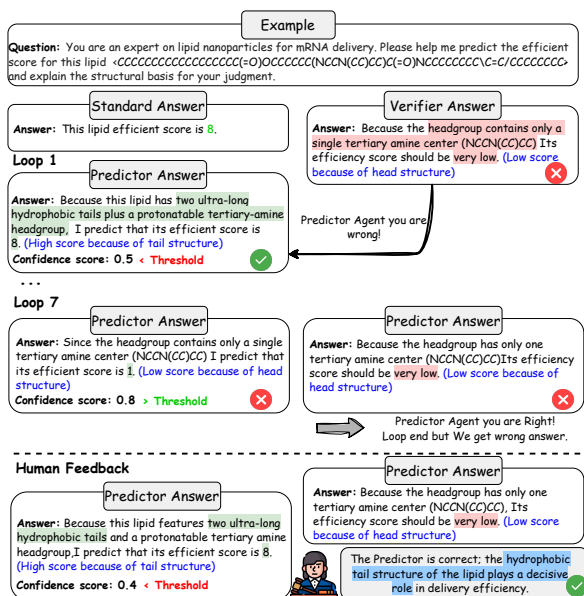 Example
Question: You are an expert on lipid nanoparticles for mRNA delivery. Please help me predict the efficient
score for this lipid <CCCCCCCCCCCCCCCCCC(=O)OCCCCCC(NCCN(CC)CC)C(=O)NCCCCCCCC\C=C/CCCCCCCC>
and explain the structural basis for your judgment.
Standard Answer
Answer: This lipid efficient score is 8.
Verifier Answer
Answer: Because the headgroup contains only a
single tertiary amine center (NCCN(CC)CC) Its
efficiency score should be very low. (Low score
because of head structure)
Loop 1
Predictor Answer
Answer: Because this lipid has two ultra-long
hydrophobic tails plus a protonatable tertiary-amine
headgroup, I predict that its efficient score is
8. (High score because of tail structure)
Confidence score: 0.5 < Threshold
Predictor Agent you are
wrong!
...
Loop 7
Predictor Answer
Answer: Since the headgroup contains only a single
tertiary amine center (NCCN(CC)CC) I predict that
its efficient score is 1. (Low score because of head
structure)
Confidence score: 0.8 > Threshold
Predictor Answer
Answer: Because the headgroup has only one
tertiary amine center (NCCN(CC)CC)Its efficiency
score should be very low. (Low score because of
head structure)
Predictor Agent you are Right!
Loop end but We get wrong answer.
Human Feedback
Predictor Answer
Answer: Because this lipid features two ultra-long
hydrophobic tails and a protonatable tertiary amine
headgroup,I predict that its efficient score is 8.
(High score because of tail structure)
Confidence score: 0.4 < Threshold
Predictor Answer
Answer: Because the headgroup has only one
tertiary amine center (NCCN(CC)CC), Its
efficiency score should be very low. (Low score
because of head structure)
The Predictor is correct; the hydrophobic
tail structure of the lipid plays a decisive
role in delivery efficiency.